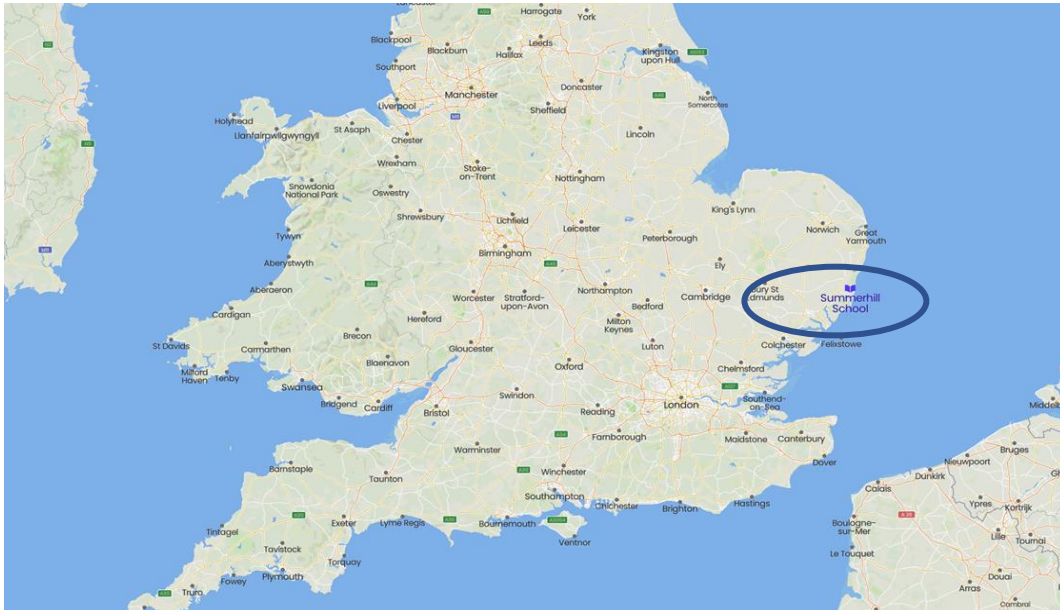 Lancaster
A59
Harrogate
York
Blackpool
Blackburn
Leeds
Halifax
Kingston
upon Hull
Southport
Manchester
Doncaster
North
Somercotes
Liverpool
Sheffield
Holyhead
Llanfairpwllgwyngyll
St Asaph
Chester
M6
Lincoln
Wrexham
Stoke-
on-Trent
Nottingham
Snowdonia
National Park
Oswestry
King's Lynn
Shrewsbury
Lichfield
Leicester
Norwich
Great
Yarmouth
Tywyn
Peterborough
Birmingham
Aberystwyth
Ely
Aberaeron
Worcester
Stratford-
upon-Avon
Northampton
Bedford
Cambridge
Bury St
Edmunds
Summerhill
School
Cardigan
Hereford
Milton
Keynes
St Davids
Carmarthen
Brecon
Gloucester
Luton
Colchester
Felixstowe
Milford
Haven
Tenby
Blaenavon
Oxford
Chelmsford
Swansea
Swindon
Bridgend
Cardiff
Bristol
Reading
London
Southend-
on-Sea
Middel
Warminster
Farnborough
Maidstone
Canterbury
Barnstaple
Taunton
Winchester
Dover
Nieuwpoort
Bruges
Dunkirk
Southampton
Chichester
Brighton
Hastings
Calais
Ypres
Kortrijk
Tintagel
Exeter
Lyme Regis
Bournemouth
Ventnor
Boulogne-
sur-Mer
Lille
Tournai
Tavistock
Torquay
Le Touquet
Truro
Fowey
Plymouth
Douai
Arras
Cambrai